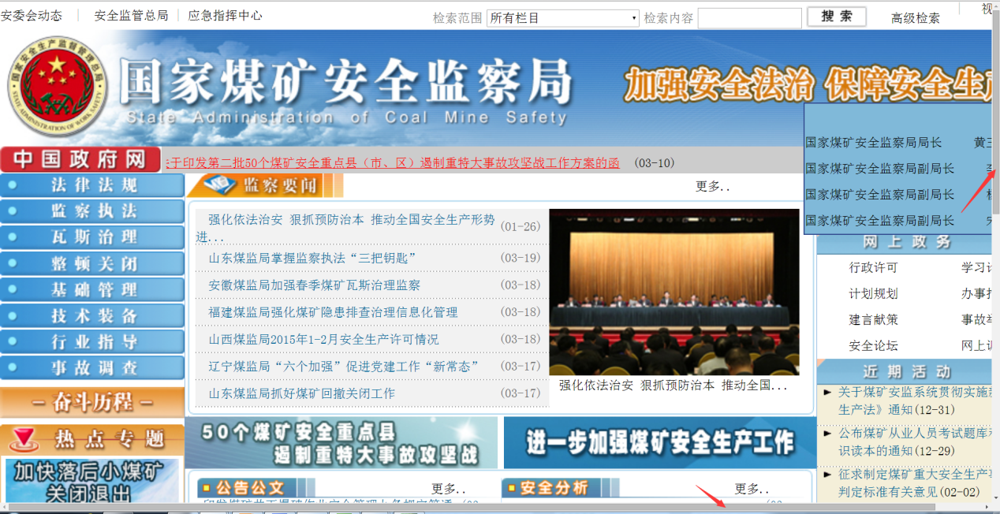 安委会动态 安全监管总局 应急指挥中心 检索范围 所有栏目 检索内容 搜 索 高级检索 视
国家安全生产监督管理总局
STATE ADMINISTRATION OF WORK SAFETY
国家煤矿安全监察局
State Administration of Coal Mine Safety
加强安全法治 保障安全生产
国家煤矿安全监察局局长 黄玉
国家煤矿安全监察局副局长
国家煤矿安全监察局副局长
国家煤矿安全监察局副局长
中国政府网
关于印发第二批50个煤矿安全重点县（市、区）遏制重特大事故攻坚战工作方案的函 (03-10)
法律法规
监察执法
瓦斯治理
整顿关闭
基础管理
技术装备
行业指导
事故调查
－奋斗历程－
热点专题
加快落后小煤矿
关闭退出
监察要闻 更多..
强化依法治安 狠抓预防治本 推动全国安全生产形势
进... (01-26)
山东煤监局掌握监察执法“三把钥匙” (03-19)
安徽煤监局加强春季煤矿瓦斯治理监察 (03-18)
福建煤监局强化煤矿隐患排查治理信息化管理 (03-18)
山西煤监局2015年1-2月安全生产许可情况 (03-18)
辽宁煤监局“六个加强”促进党建工作“新常态” (03-17)
山东煤监局抓好煤矿回撤关闭工作 (03-17)
强化依法治安 狠抓预防治本 推动全国...
50个煤矿安全重点县
遏制重特大事故攻坚战
进一步加强煤矿安全生产工作
公告公文 更多..
安全分析 更多..
网上政务
行政许可 学习
计划规划 办事
建言献策 事故
安全论坛 网上
近期活动
► 关于煤矿安监系统贯彻实施
生产法》通知(12-31)
► 公布煤矿从业人员考试题库
识读本的通知(12-29)
► 征求制定煤矿重大安全生产
判定标准有关意见(02-02)